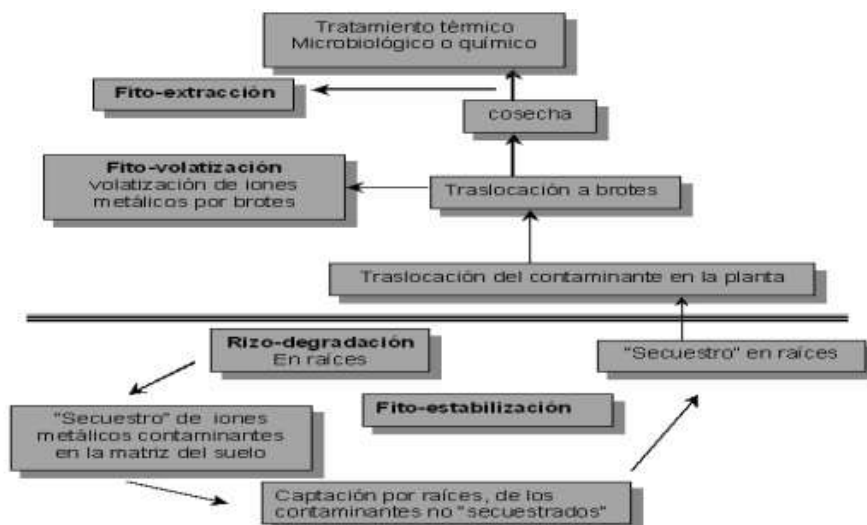 Tratamiento térmico
Microbiológico o químico
Fito-extracción
cosecha
Fito-volatización
volatización de iones
metálicos por brotes
Traslocación a brotes
Traslocación del contaminante en la planta
Rizo-degradación
En raíces
"Secuestro" en raíces
Fito-estabilización
"Secuestro" de iones
metálicos contaminantes
en la matriz del suelo
Captación por raíces, de los
contaminantes no "secuestrados"